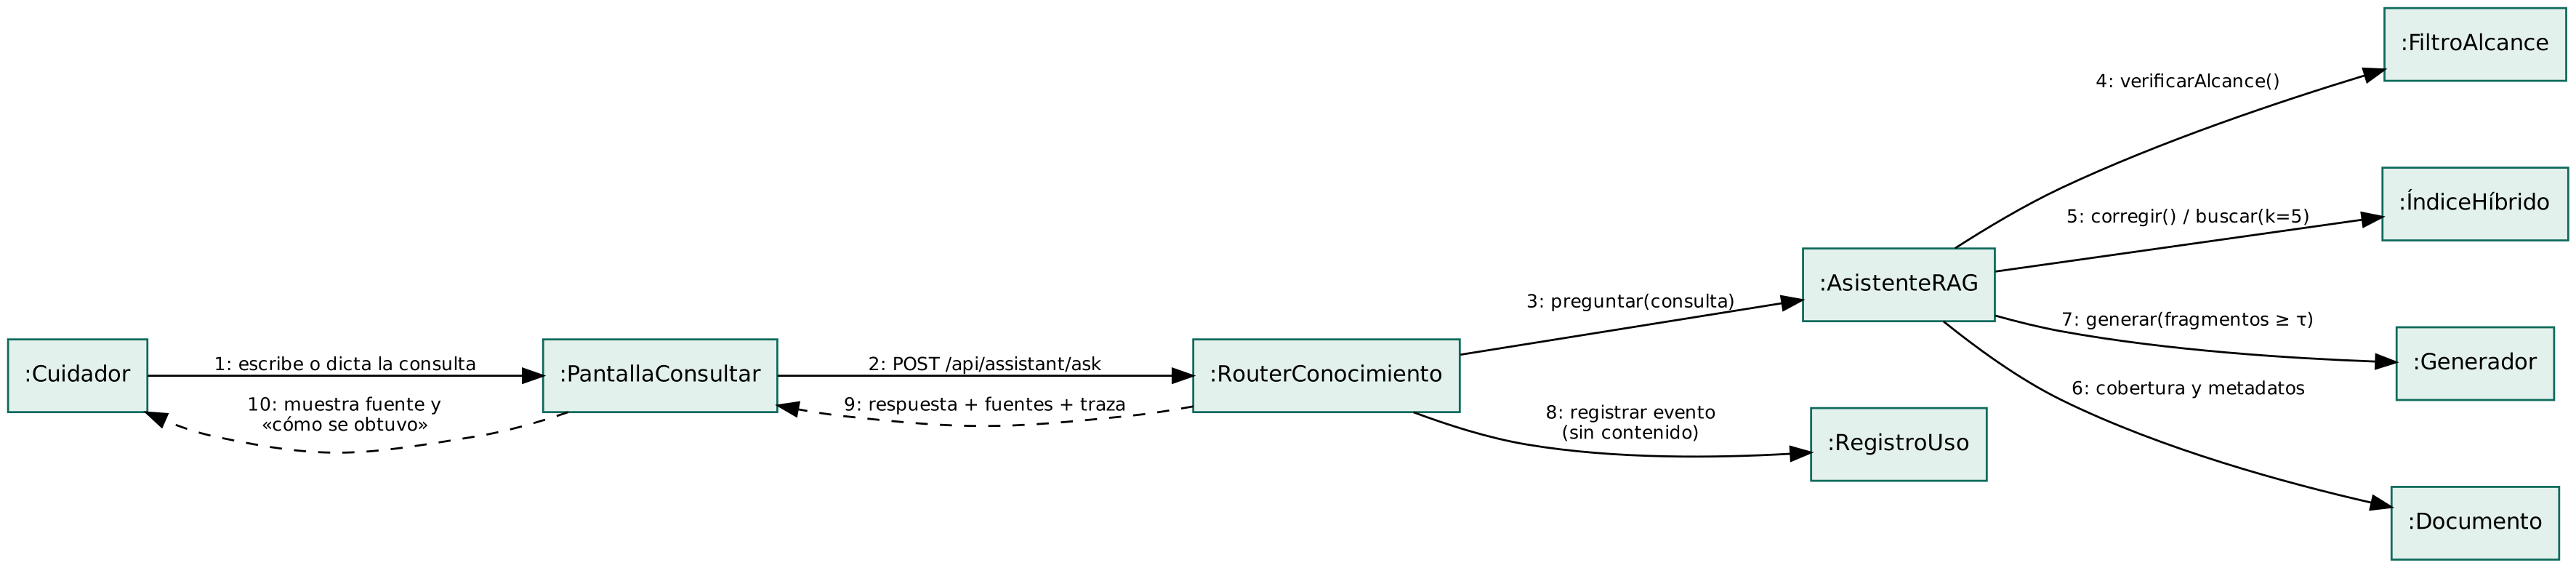 :FiltroAlcance
4: verificarAlcance()
:ÍndiceHíbrido
5: corregir() / buscar(k=5)
:AsistenteRAG
3: preguntar(consulta)
7: generar(fragmentos ≥ τ)
:Generador
:Cuidador
1: escribe o dicta la consulta
:PantallaConsultar
2: POST /api/assistant/ask
:RouterConocimiento
6: cobertura y metadatos
10: muestra fuente y
«cómo se obtuvo»
9: respuesta + fuentes + traza
8: registrar evento
(sin contenido)
:RegistroUso
:Documento